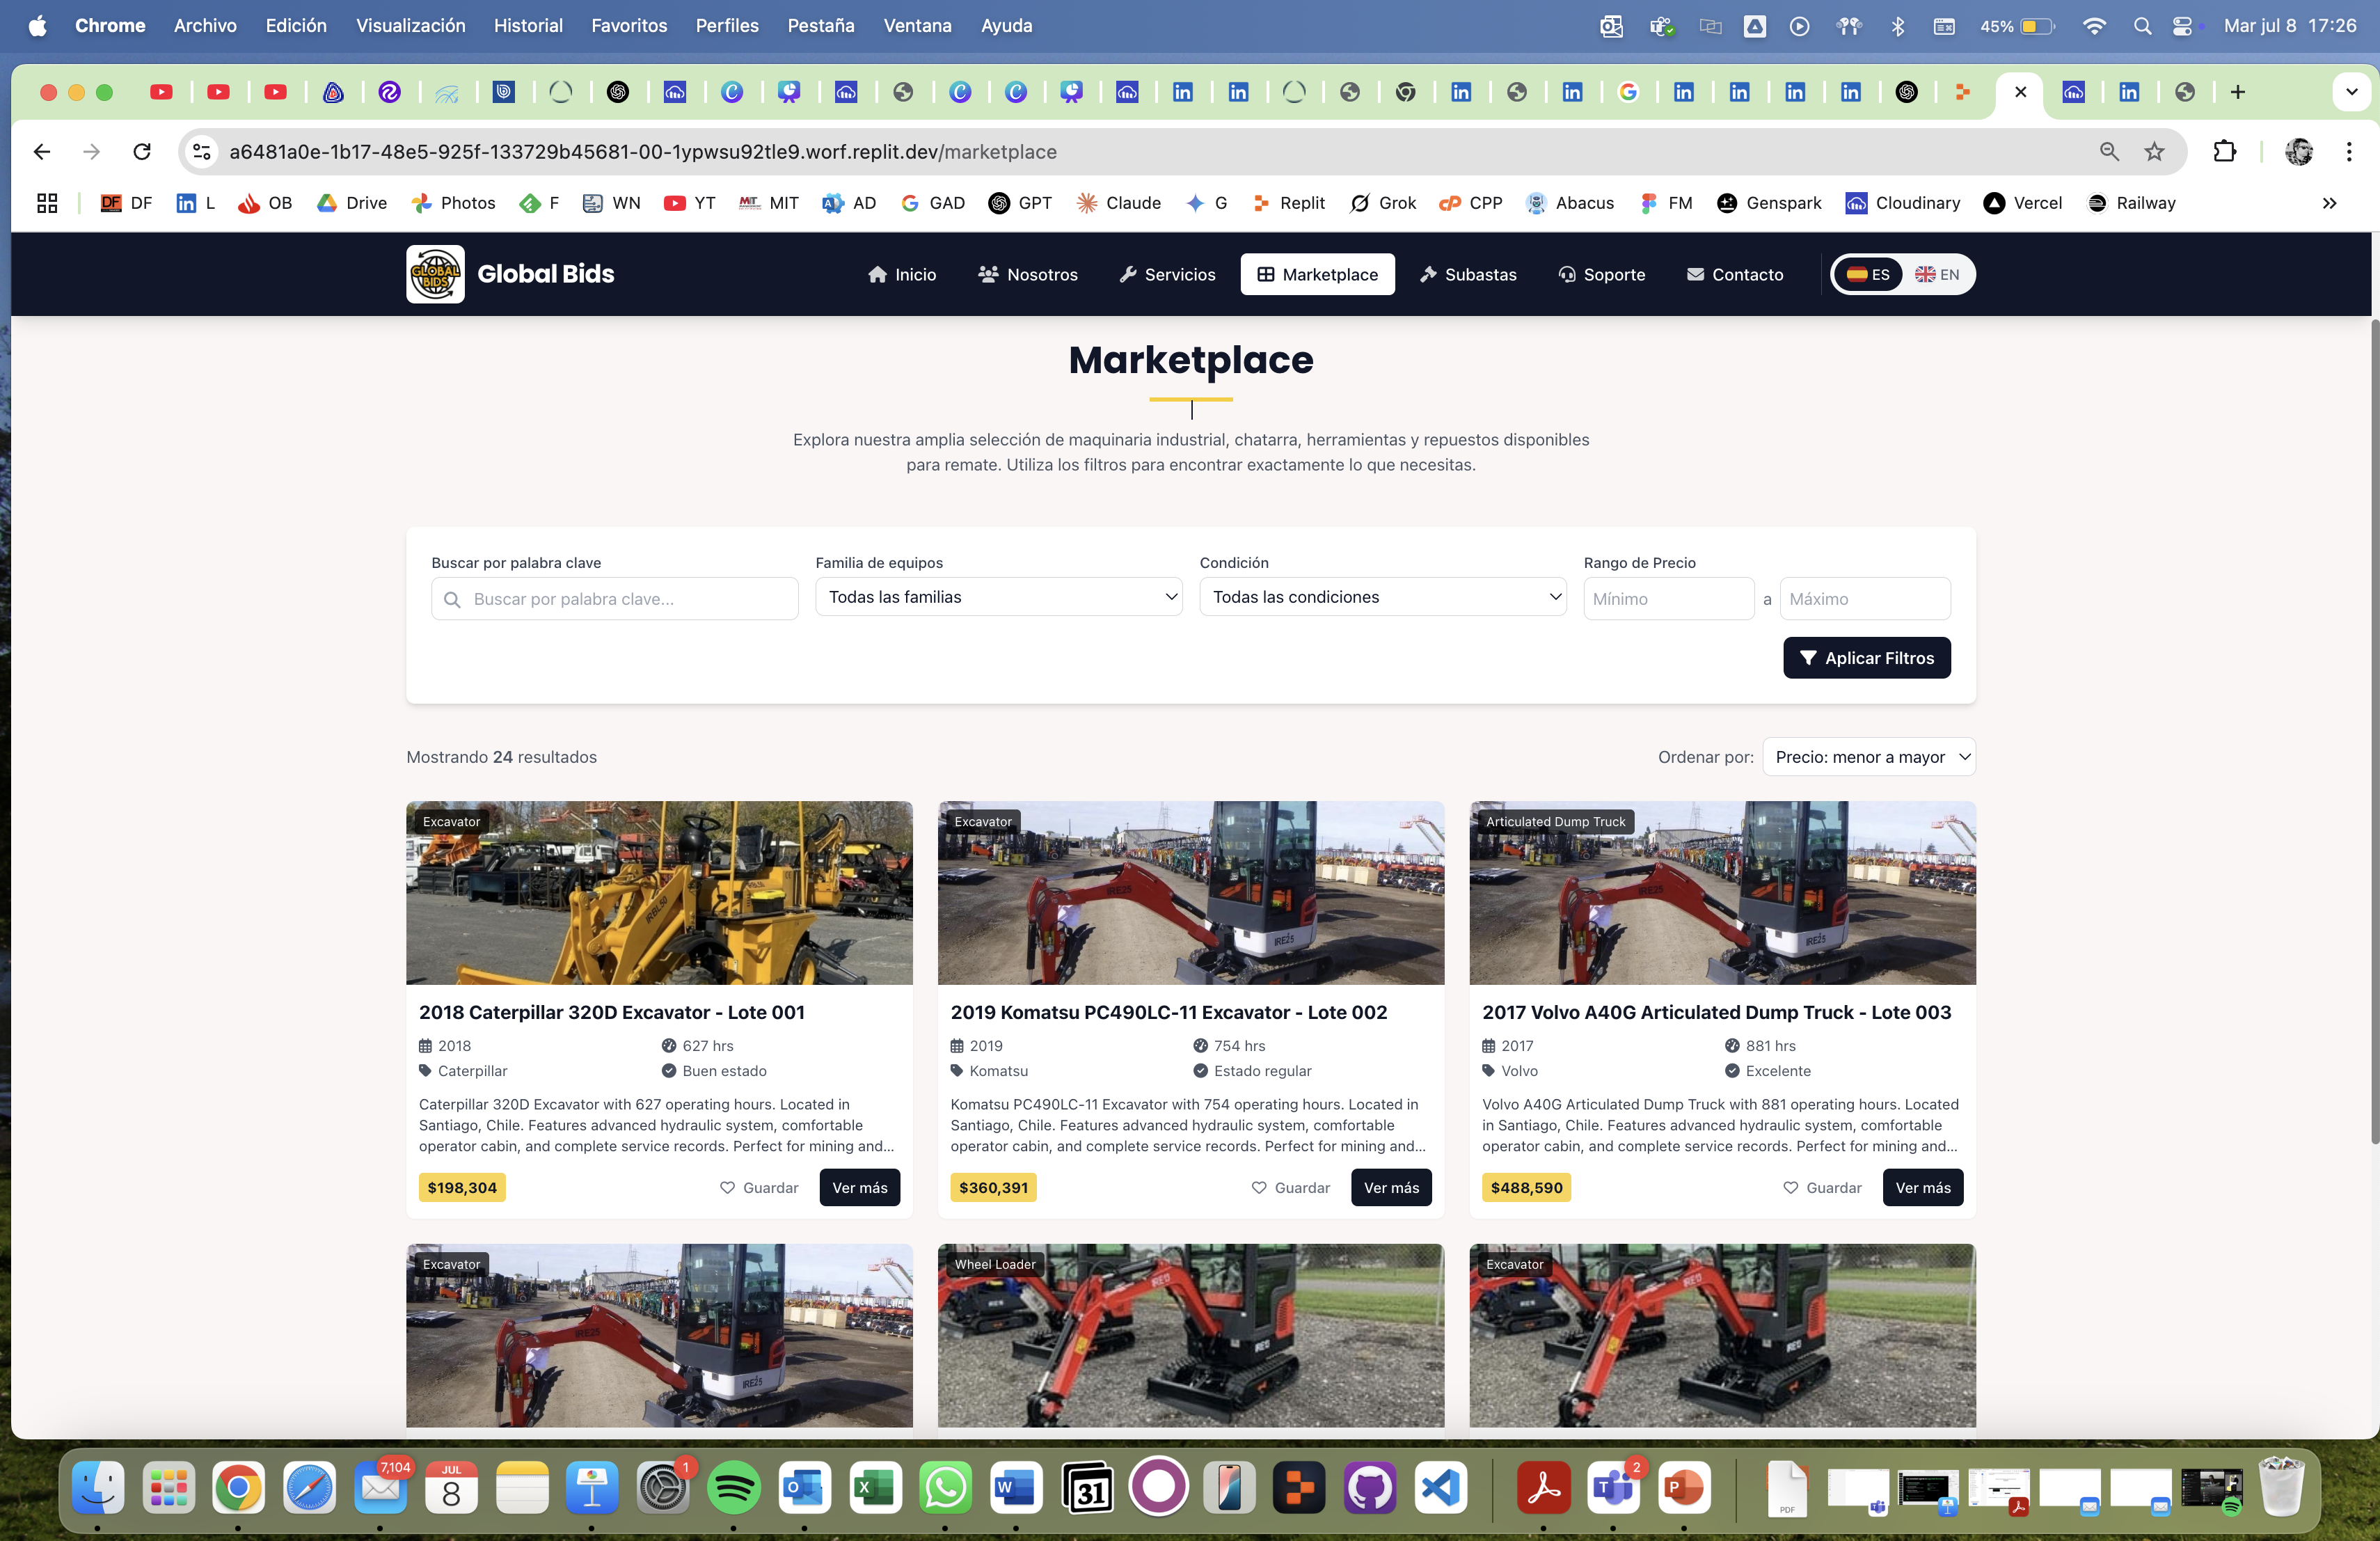 Chrome Archivo Edición Visualización Historial Favoritos Perfiles Pestaña Ventana Ayuda 45% Mar jul 8 17:26
a6481a0e-1b17-48e5-925f-133729b45681-00-1ypwsu92tle9.worf.replit.dev/marketplace
DF DF L OB Drive Photos F WN YT MIT AD GAD GPT Claude G Replit Grok CPP Abacus FM Genspark Cloudinary Vercel Railway
GLOBAL BIDS Global Bids Inicio Nosotros Servicios Marketplace Subastas Soporte Contacto ES EN
Marketplace
Explora nuestra amplia selección de maquinaria industrial, chatarra, herramientas y repuestos disponibles
para remate. Utiliza los filtros para encontrar exactamente lo que necesitas.
Buscar por palabra clave Familia de equipos Condición Rango de Precio
Buscar por palabra clave... Todas las familias Todas las condiciones Mínimo a Máximo
Aplicar Filtros
Mostrando 24 resultados Ordenar por: Precio: menor a mayor
Excavator
IRBL50
2018 Caterpillar 320D Excavator - Lote 001
2018 627 hrs
Caterpillar Buen estado
Caterpillar 320D Excavator with 627 operating hours. Located in
Santiago, Chile. Features advanced hydraulic system, comfortable
operator cabin, and complete service records. Perfect for mining and...
$198,304 Guardar Ver más
Excavator
IRE25
IRE25
2019 Komatsu PC490LC-11 Excavator - Lote 002
2019 754 hrs
Komatsu Estado regular
Komatsu PC490LC-11 Excavator with 754 operating hours. Located in
Santiago, Chile. Features advanced hydraulic system, comfortable
operator cabin, and complete service records. Perfect for mining and...
$360,391 Guardar Ver más
Articulated Dump Truck
IRE25
IRE25
2017 Volvo A40G Articulated Dump Truck - Lote 003
2017 881 hrs
Volvo Excelente
Volvo A40G Articulated Dump Truck with 881 operating hours. Located
in Santiago, Chile. Features advanced hydraulic system, comfortable
operator cabin, and complete service records. Perfect for mining and...
$488,590 Guardar Ver más
Excavator
IRE25
IRE25
Wheel Loader
Excavator
7,104 JUL 8 1 31 2 PDF